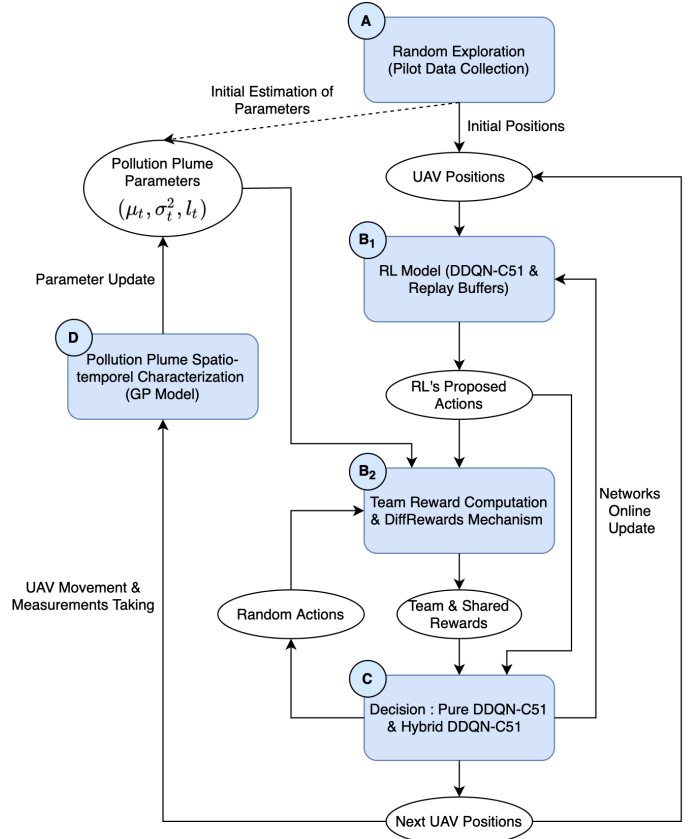 A
Random Exploration
(Pilot Data Collection)
Initial Estimation of
Parameters
Initial Positions
Pollution Plume
Parameters
(μt, σt², lt)
UAV Positions
B1
RL Model (DDQN-C51 &
Replay Buffers)
Parameter Update
D
Pollution Plume Spatio-
temporel Characterization
(GP Model)
RL's Proposed
Actions
B2
Team Reward Computation
& DiffRewards Mechanism
Networks
Online
Update
UAV Movement &
Measurements Taking
Random Actions
Team & Shared
Rewards
C
Decision : Pure DDQN-C51
& Hybrid DDQN-C51
Next UAV Positions